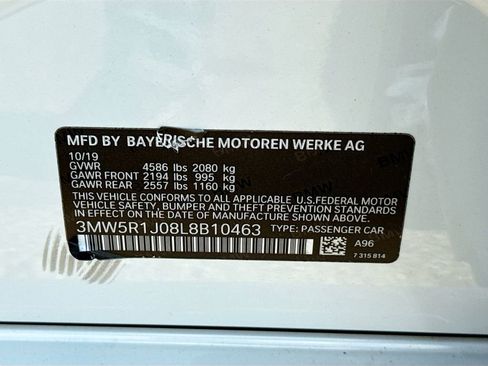 MFD BY BAYERISCHE MOTOREN WERKE AG
10/19
GVWR 4586 lbs 2080 kg
GAWR FRONT 2194 lbs 995 kg
GAWR REAR 2557 lbs 1160 kg
THIS VEHICLE CONFORMS TO ALL APPLICABLE U.S.FEDERAL MOTOR
VEHICLE SAFETY, BUMPER, AND THEFT PREVENTION STANDARDS IN
EFFECT ON THE DATE OF MANUFACTURE SHOWN ABOVE.
3MW5R1J08L8B10463 TYPE: PASSENGER CAR
A96
7 315 814